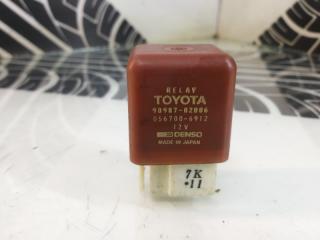 RELAY
TOYOTA
90987-02006
056700-6912
12V
DENSO
MADE IN JAPAN
7K
•11